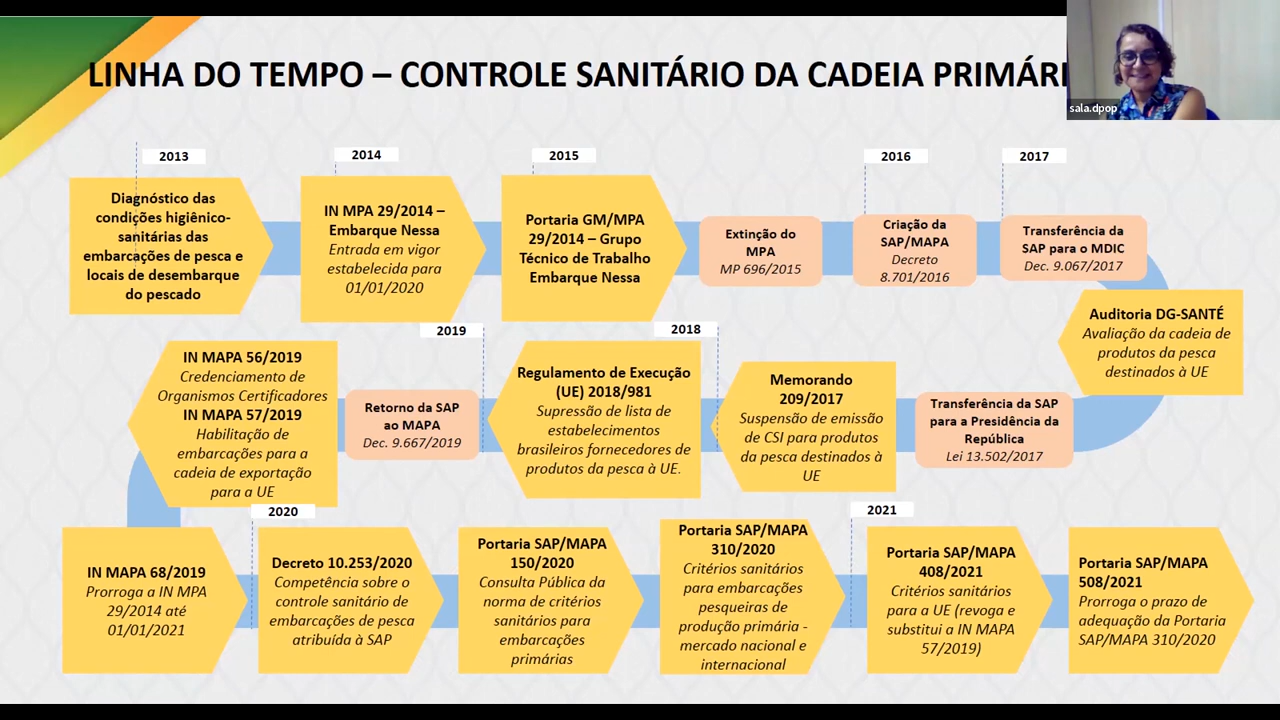 LINHA DO TEMPO – CONTROLE SANITÁRIO DA CADEIA PRIMÁRI
sala.dpop
2013
Diagnóstico das
condições higiênico-
sanitárias das
embarcações de pesca e
locais de desembarque
do pescado
2014
IN MPA 29/2014 –
Embarque Nessa
Entrada em vigor
estabelecida para
01/01/2020
2015
Portaria GM/MPA
29/2014 – Grupo
Técnico de Trabalho
Embarque Nessa
Extinção do
MPA
MP 696/2015
2016
Criação da
SAP/MAPA
Decreto
8.701/2016
2017
Transferência da
SAP para o MDIC
Dec. 9.067/2017
Auditoria DG-SANTÉ
Avaliação da cadeia de
produtos da pesca
destinados à UE
Transferência da SAP
para a Presidência da
República
Lei 13.502/2017
Memorando
209/2017
Suspensão de emissão
de CSI para produtos
da pesca destinados à
UE
2018
Regulamento de Execução
(UE) 2018/981
Supressão de lista de
estabelecimentos
brasileiros fornecedores de
produtos da pesca à UE.
2019
Retorno da SAP
ao MAPA
Dec. 9.667/2019
IN MAPA 56/2019
Credenciamento de
Organismos Certificadores
IN MAPA 57/2019
Habilitação de
embarcações para a
cadeia de exportação
para a UE
IN MAPA 68/2019
Prorroga a IN MPA
29/2014 até
01/01/2021
2020
Decreto 10.253/2020
Competência sobre o
controle sanitário de
embarcações de pesca
atribuída à SAP
Portaria SAP/MAPA
150/2020
Consulta Pública da
norma de critérios
sanitários para
embarcações
primárias
Portaria SAP/MAPA
310/2020
Critérios sanitários
para embarcações
pesqueiras de
produção primária -
mercado nacional e
internacional
2021
Portaria SAP/MAPA
408/2021
Critérios sanitários
para a UE (revoga e
substitui a IN MAPA
57/2019)
Portaria SAP/MAPA
508/2021
Prorroga o prazo de
adequação da Portaria
SAP/MAPA 310/2020